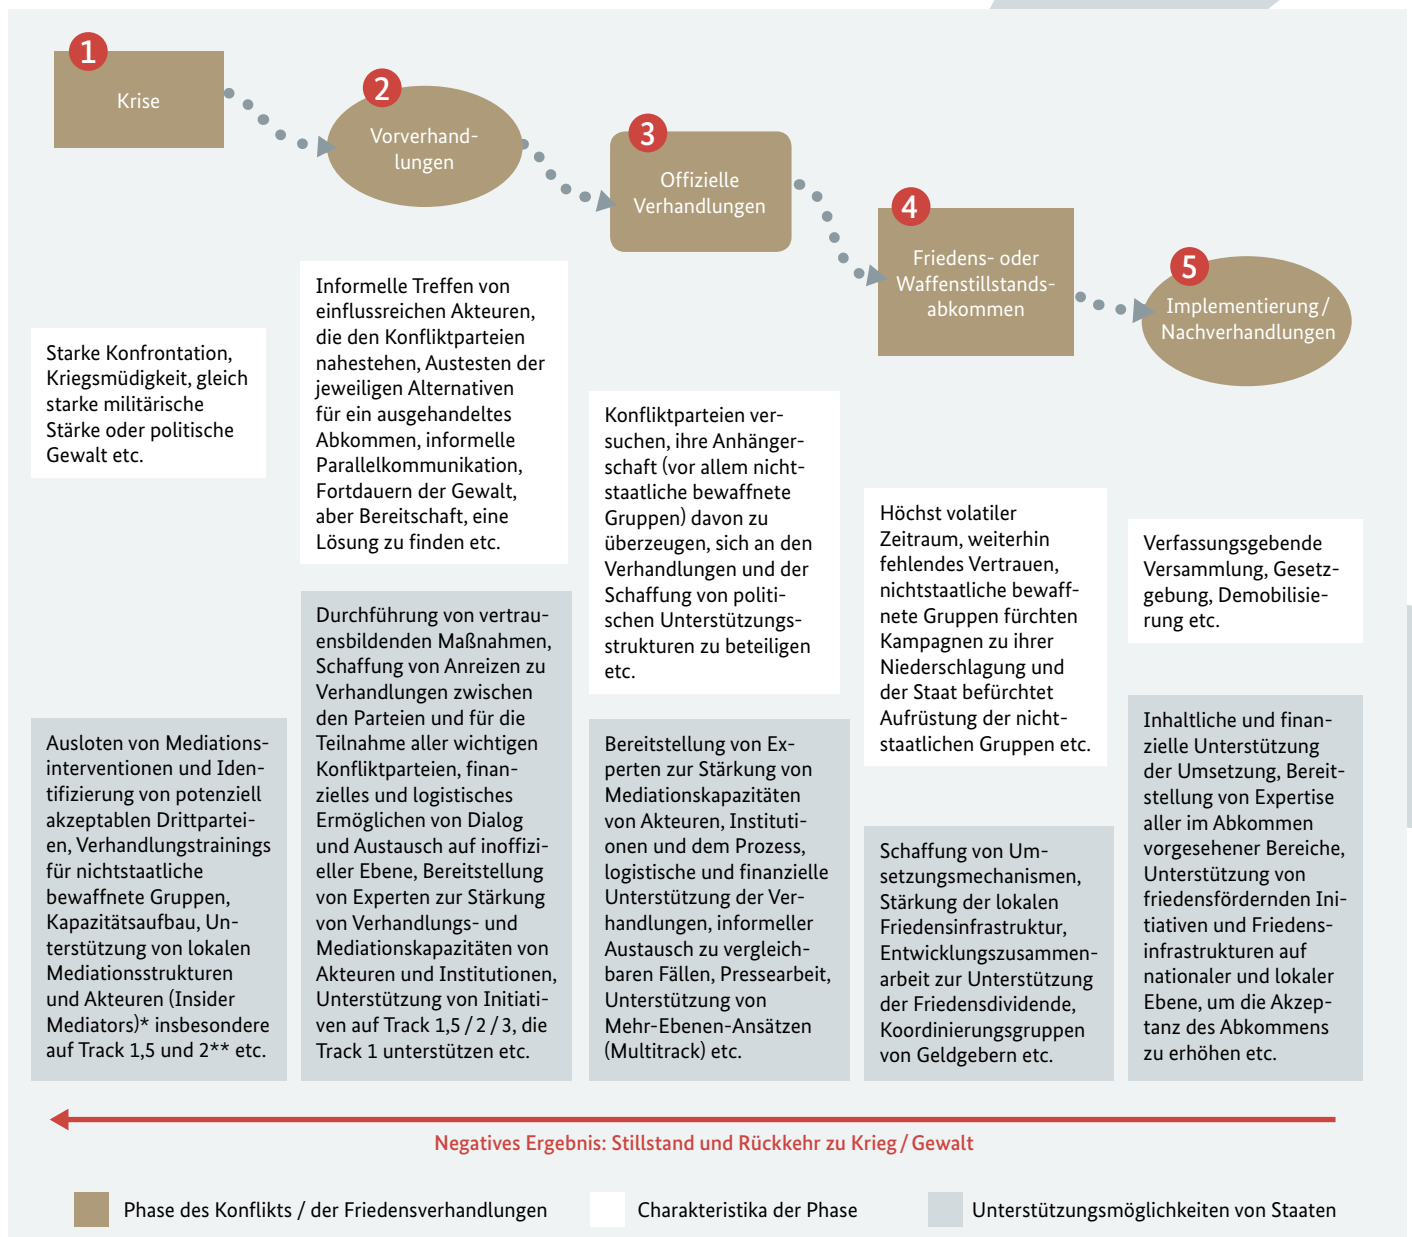 1
Krise
2
Vorverhand-
lungen
3
Offizielle
Verhandlungen
4
Friedens- oder
Waffenstillstands-
abkommen
5
Implementierung /
Nachverhandlungen
Starke Konfrontation,
Kriegsmüdigkeit, gleich
starke militärische
Stärke oder politische
Gewalt etc.
Informelle Treffen von
einflussreichen Akteuren,
die den Konfliktparteien
nahestehen, Austesten der
jeweiligen Alternativen
für ein ausgehandeltes
Abkommen, informelle
Parallelkommunikation,
Fortdauern der Gewalt,
aber Bereitschaft, eine
Lösung zu finden etc.
Konfliktparteien ver-
suchen, ihre Anhänger-
schaft (vor allem nicht-
staatliche bewaffnete
Gruppen) davon zu
überzeugen, sich an den
Verhandlungen und der
Schaffung von politi-
schen Unterstützungs-
strukturen zu beteiligen
etc.
Höchst volatiler
Zeitraum, weiterhin
fehlendes Vertrauen,
nichtstaatliche bewaff-
nete Gruppen fürchten
Kampagnen zu ihrer
Niederschlagung und
der Staat befürchtet
Aufrüstung der nicht-
staatlichen Gruppen etc.
Verfassungsgebende
Versammlung, Gesetz-
gebung, Demobilisie-
rung etc.
Ausloten von Mediations-
interventionen und Iden-
tifizierung von potenziell
akzeptablen Drittpartei-
en, Verhandlungstrainings
für nichtstaatliche
bewaffnete Gruppen,
Kapazitätsaufbau, Un-
terstützung von lokalen
Mediationsstrukturen
und Akteuren (Insider
Mediators)* insbesondere
auf Track 1,5 und 2** etc.
Durchführung von vertrau-
ensbildenden Maßnahmen,
Schaffung von Anreizen zu
Verhandlungen zwischen
den Parteien und für die
Teilnahme aller wichtigen
Konfliktparteien, finan-
zielles und logistisches
Ermöglichen von Dialog
und Austausch auf inoffizi-
eller Ebene, Bereitstellung
von Experten zur Stärkung
von Verhandlungs- und
Mediationskapazitäten von
Akteuren und Institutionen,
Unterstützung von Initiati-
ven auf Track 1,5 / 2 / 3, die
Track 1 unterstützen etc.
Bereitstellung von Ex-
perten zur Stärkung von
Mediationskapazitäten
von Akteuren, Instituti-
onen und dem Prozess,
logistische und finanzielle
Unterstützung der Ver-
handlungen, informeller
Austausch zu vergleich-
baren Fällen, Pressearbeit,
Unterstützung von
Mehr-Ebenen-Ansätzen
(Multitrack) etc.
Schaffung von Um-
setzungsmechanismen,
Stärkung der lokalen
Friedensinfrastruktur,
Entwicklungszusammen-
arbeit zur Unterstützung
der Friedensdividende,
Koordinierungsgruppen
von Geldgebern etc.
Inhaltliche und finan-
zielle Unterstützung
der Umsetzung, Bereit-
stellung von Expertise
aller im Abkommen
vorgesehener Bereiche,
Unterstützung von
friedensfördernden Ini-
tiativen und Friedens-
infrastrukturen auf
nationaler und lokaler
Ebene, um die Akzep-
tanz des Abkommens
zu erhöhen etc.
Negatives Ergebnis: Stillstand und Rückkehr zu Krieg / Gewalt
Phase des Konflikts / der Friedensverhandlungen
Charakteristika der Phase
Unterstützungsmöglichkeiten von Staaten